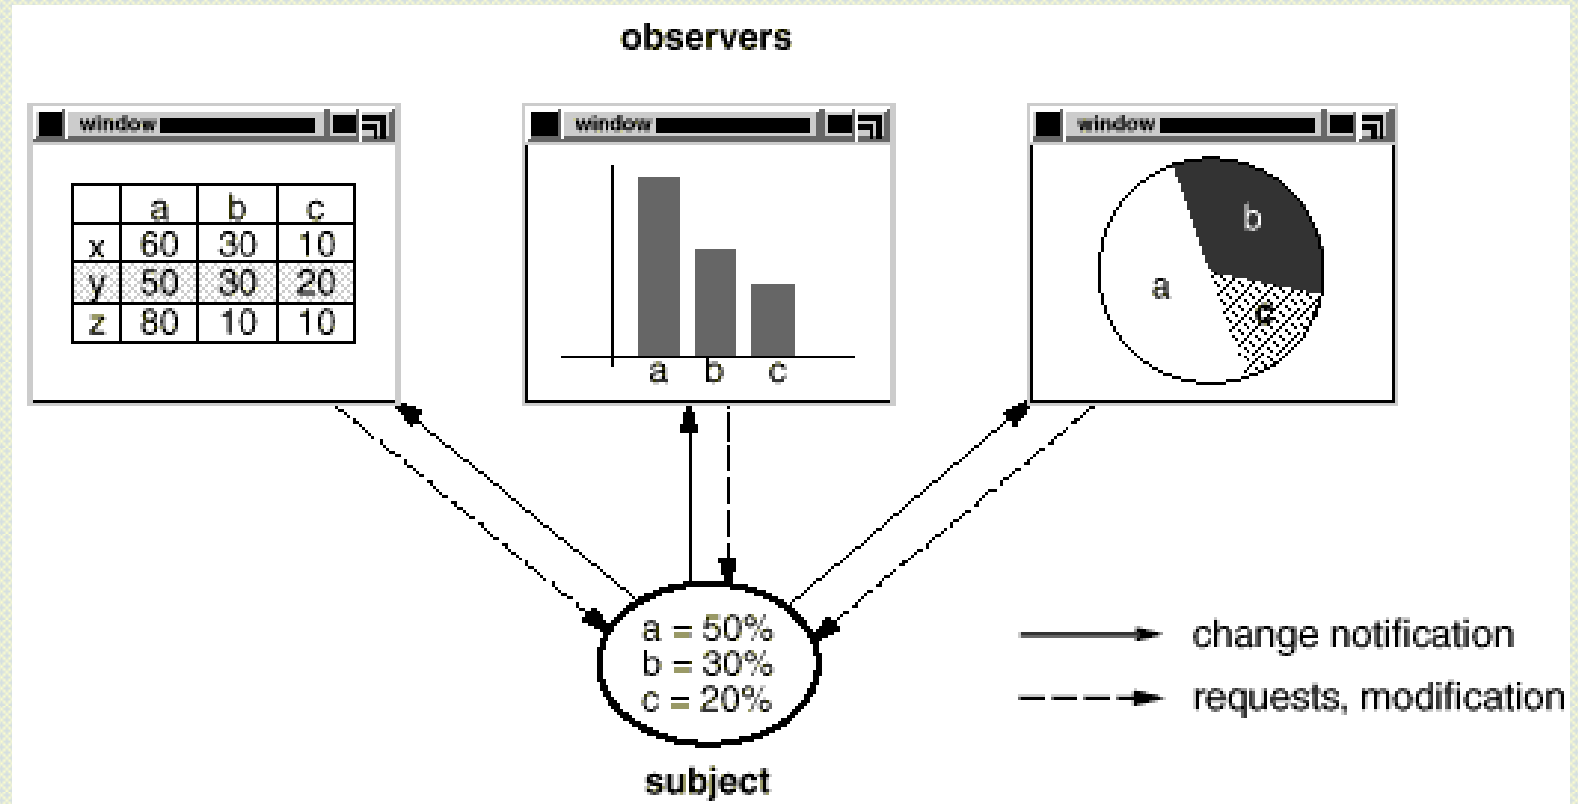 observers
window
a b c
x 60 30 10
y 50 30 20
z 80 10 10
window
a b c
window
a
b
c
a = 50%
b = 30%
c = 20%
subject
change notification
requests, modification